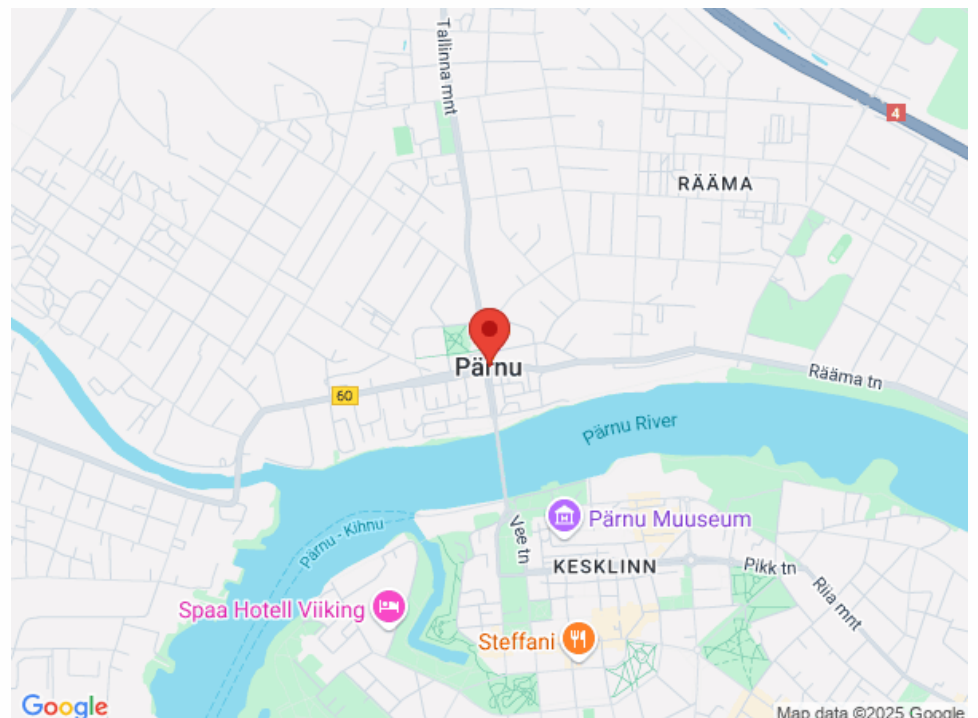 Tallinna mnt
4
RÄÄMA
Pärnu
Rääma tn
60
Pärnu River
Pärnu Muuseum
Pärnu - Kihnu
Vee tn
KESKLINN
Pikk tn
Riia mnt
Spaa Hotell Viiking
Steffani
Google
Map data ©2025 Google